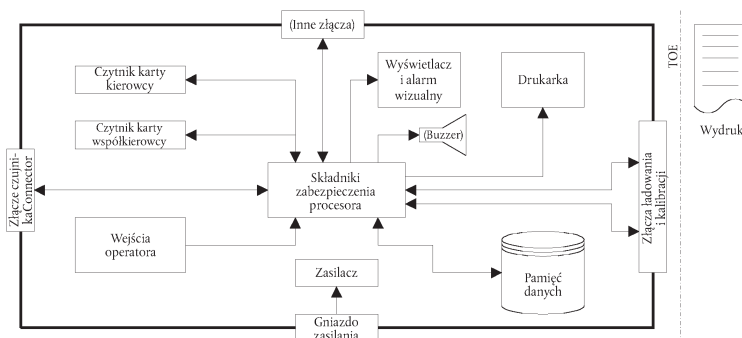 (Inne złącza)
TOE
Czytnik karty
kierowcy
Wyświetlacz
i alarm
wizualny
Drukarka
Wydruk
Czytnik karty
współkierowcy
(Buzzer)
Złącze czujni-
kaConnector
Składniki
zabezpieczenia
procesora
Złącza ładowania
i kalibracji
Wejścia
operatora
Zasilacz
Pamięć
danych
Gniazdo
zasilania